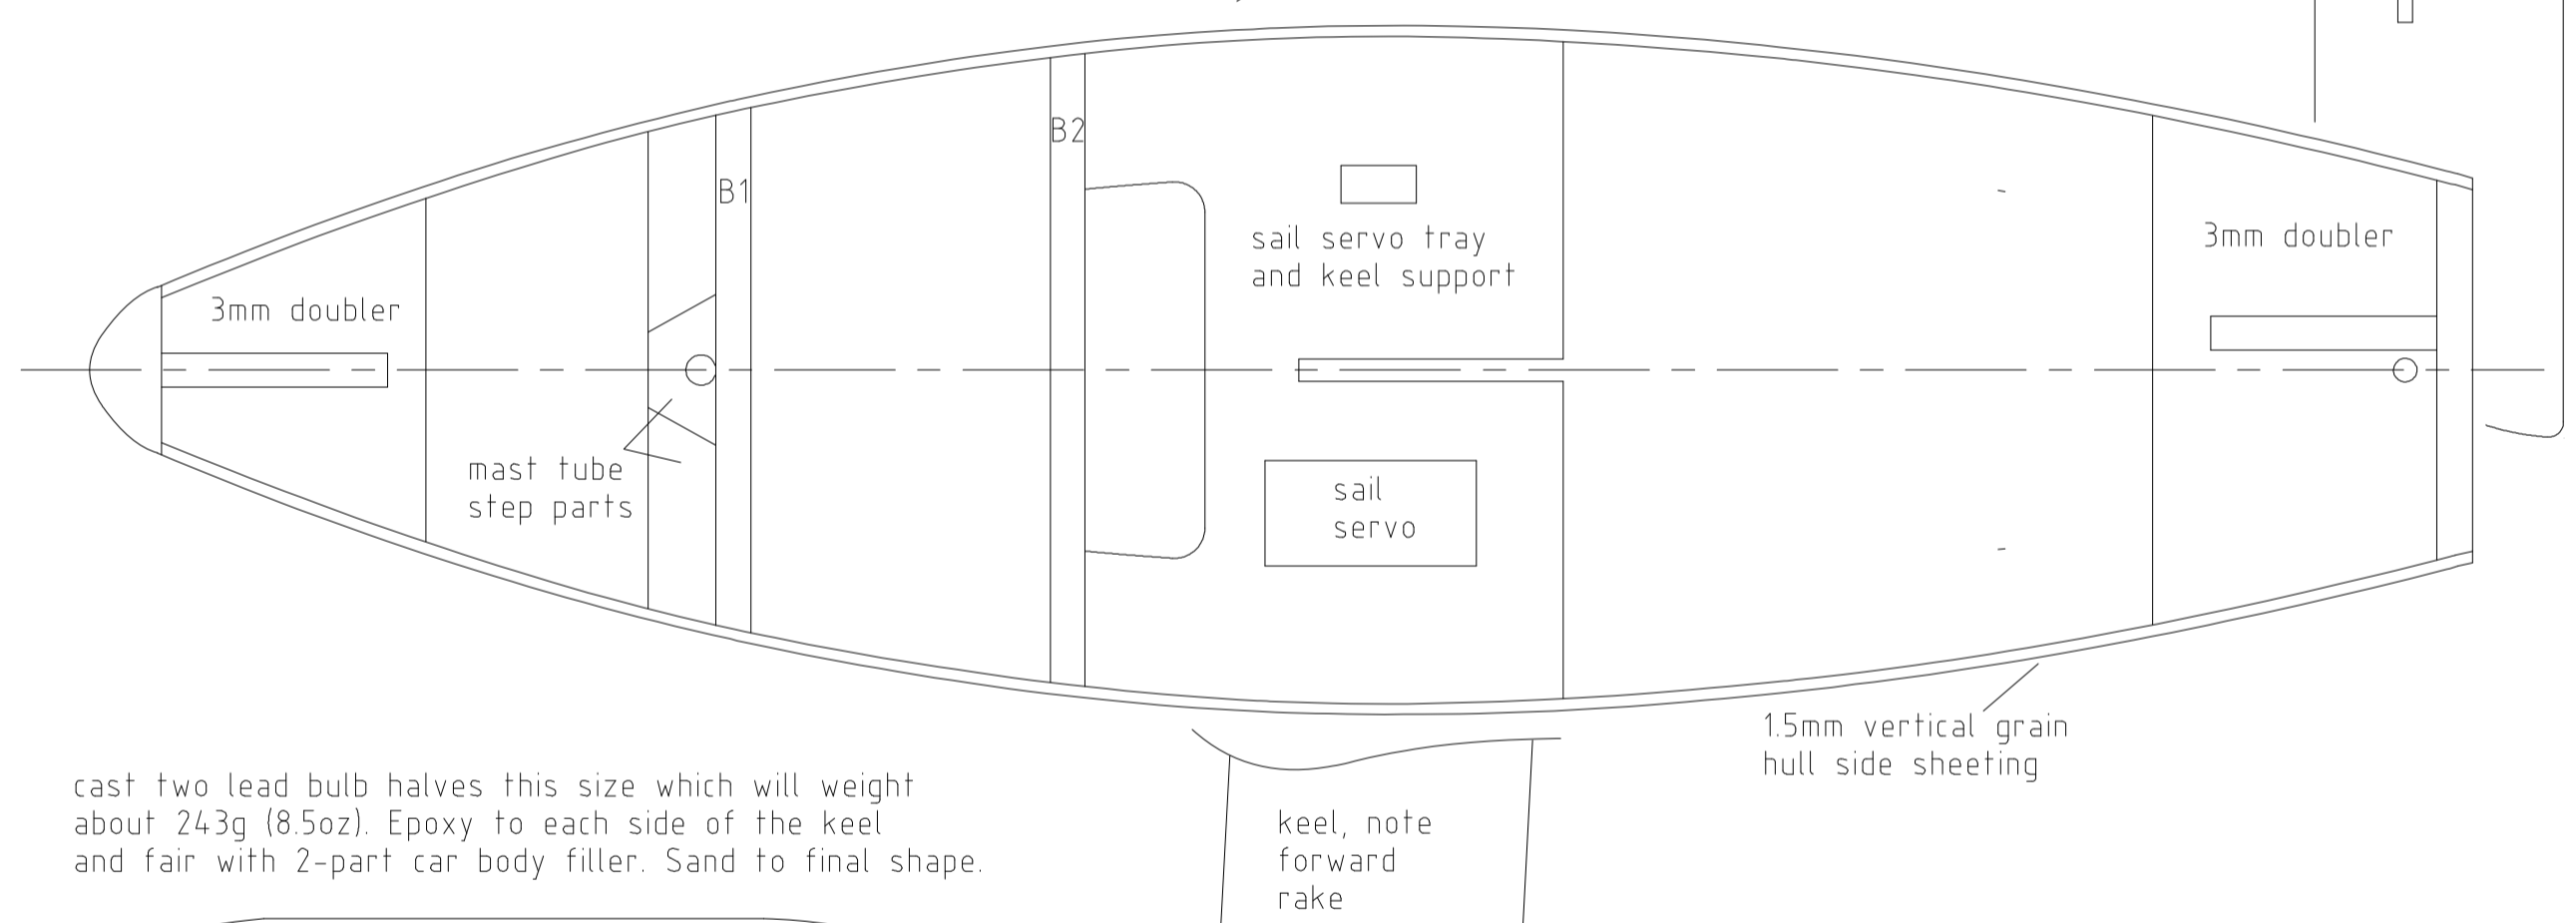 B2
B1
sail servo tray
and keel support
3mm doubler
3mm doubler
mast tube
step parts
sail
servo
1.5mm vertical grain
hull side sheeting
cast two lead bulb halves this size which will weight
about 243g (8.5oz). Epoxy to each side of the keel
and fair with 2-part car body filler. Sand to final shape.
keel, note
forward
rake